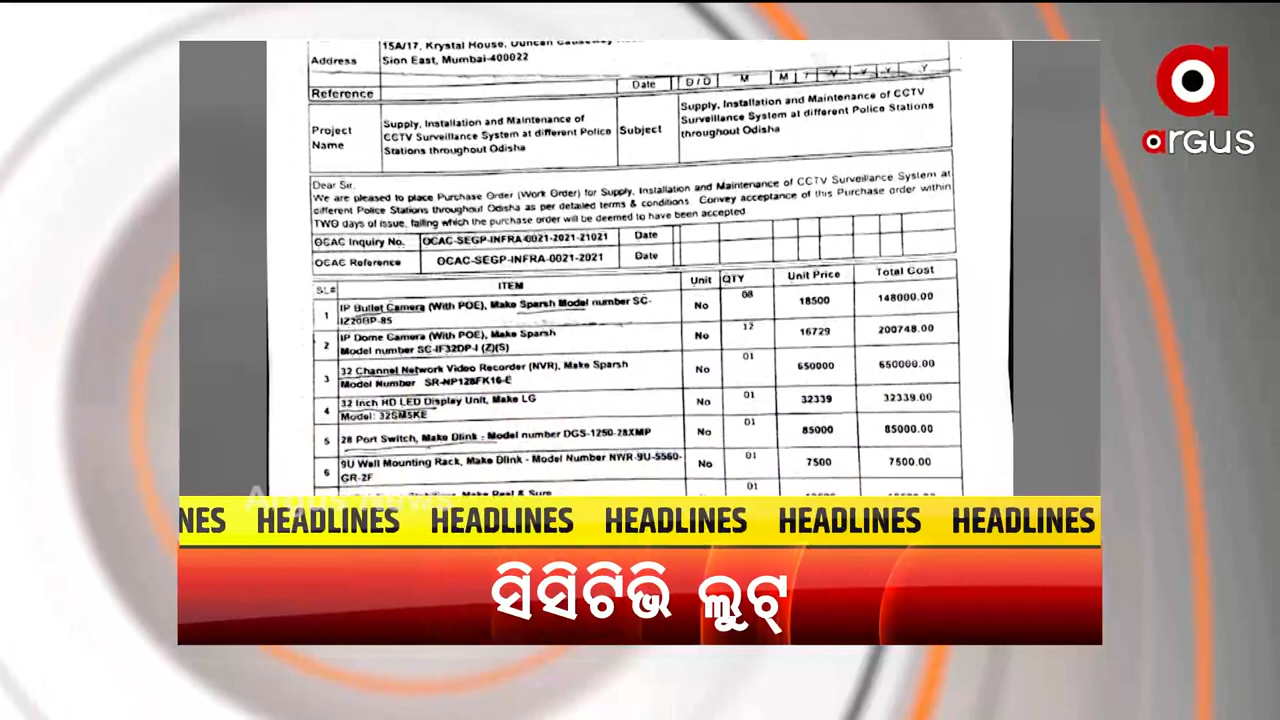 15A/17, Krystal House, Duncan Causeway
Address
Sion East, Mumbai-400022
Reference
Date
D / D
M
M
Y
Y
Y
Y
Project Name
Supply, Installation and Maintenance of
CCTV Surveillance System at different Police
Stations throughout Odisha
Subject
Supply, Installation and Maintenance of CCTV
Surveillance System at different Police Stations
throughout Odisha
Dear Sir,
We are pleased to place Purchase Order (Work Order) for Supply, Installation and Maintenance of CCTV Surveillance System at
different Police Stations throughout Odisha as per detailed terms & conditions. Convey acceptance of this Purchase order within
TWO days of issue, failing which the purchase order will be deemed to have been accepted
OCAC Inquiry No. OCAC-SEGP-INFRA-0021-2021-21021 Date
OCAC Reference OCAC-SEGP-INFRA-0021-2021 Date
SL# ITEM Unit QTY Unit Price Total Cost
1 IP Bullet Camera (With POE), Make Sparsh Model number SC-
IZ20BP-85 No 08 18500 148000.00
2 IP Dome Camera (With POE), Make Sparsh
Model number SC-IF32DP-I (Z)(S) No 12 16729 200748.00
3 32 Channel Network Video Recorder (NVR), Make Sparsh
Model Number SR-NP128FK16-E No 01 650000 650000.00
4 32 Inch HD LED Display Unit, Make LG
Model: 32SM5KE No 01 32339 32339.00
5 28 Port Switch, Make Dlink - Model number DGS-1250-28XMP No 01 85000 85000.00
6 9U Wall Mounting Rack, Make Dlink - Model Number NWR-9U-5560-
GR-2F No 01 7500 7500.00
Make Real & Sure 01
Argus News
NES HEADLINES HEADLINES HEADLINES HEADLINES HEADLINES
ସିସିଟିଭି ଲୁଟ୍
argus